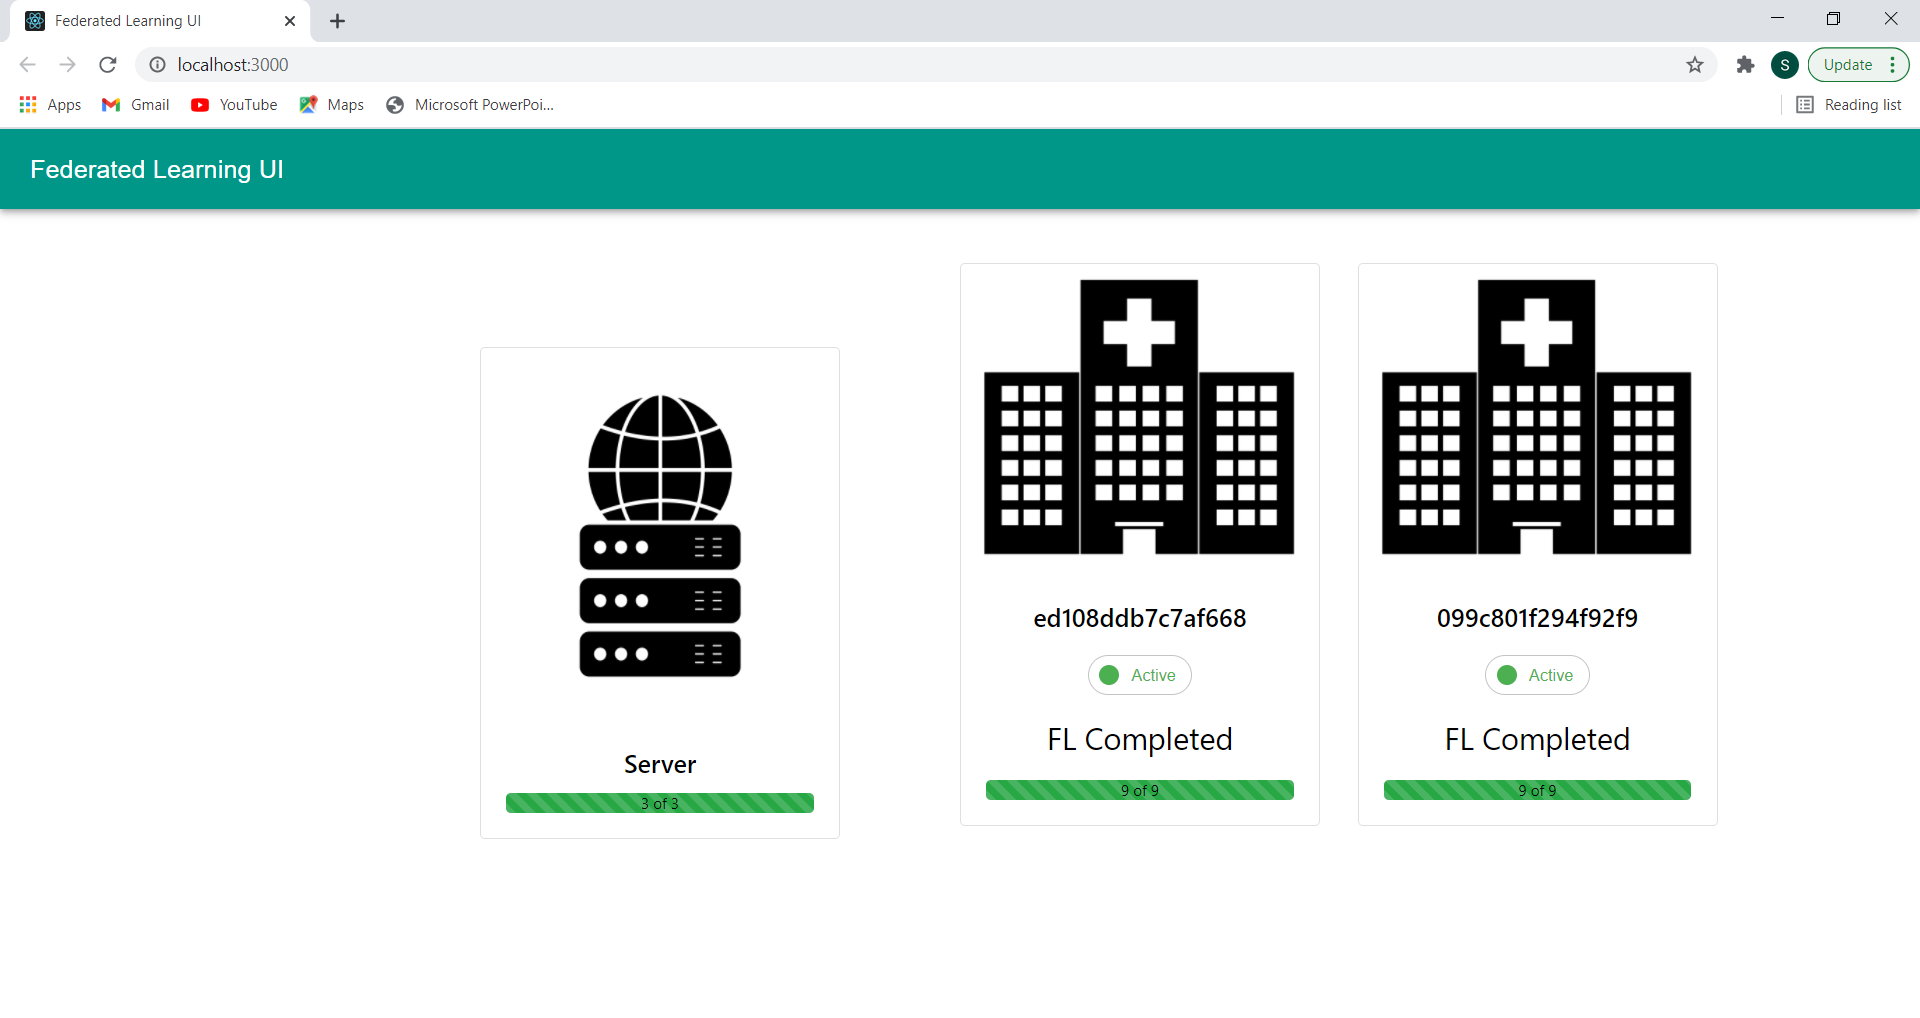 Federated Learning UI
localhost:3000
S
Update
Apps
Gmail
YouTube
Maps
Microsoft PowerPoi...
Reading list
Federated Learning UI
Server
3 of 3
ed108ddb7c7af668
Active
FL Completed
9 of 9
099c801f294f92f9
Active
FL Completed
9 of 9